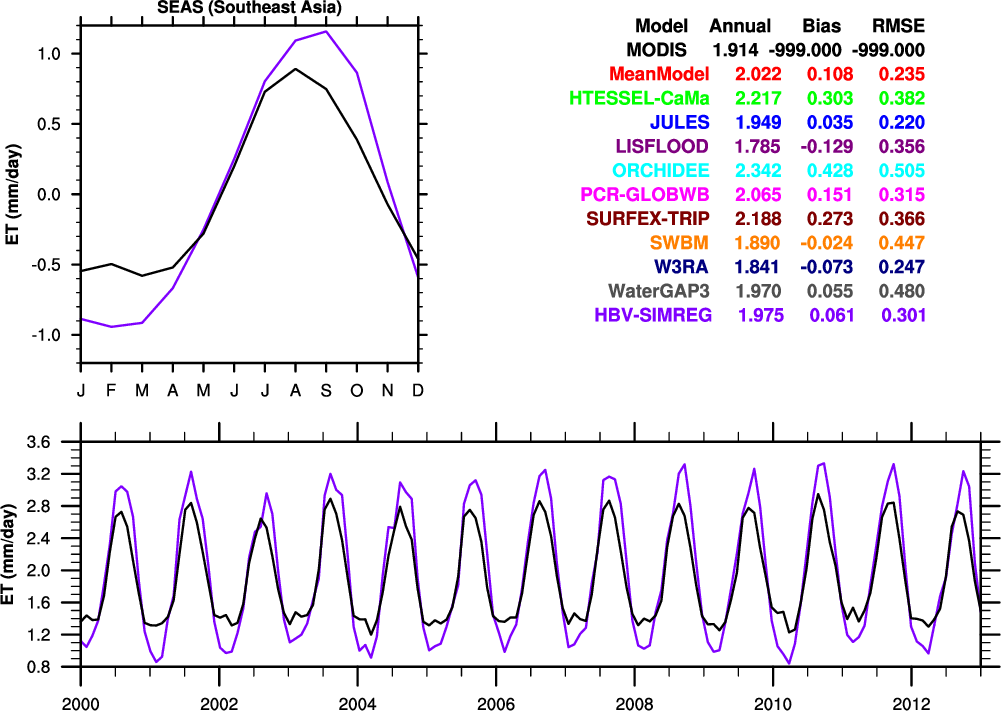 SEAS (Southeast Asia)
ET (mm/day)
1.0
0.5
0.0
-0.5
-1.0
J F M A M J J A S O N D
Model Annual Bias RMSE
MODIS 1.914 -999.000 -999.000
MeanModel 2.022 0.108 0.235
HTESSEL-CaMa 2.217 0.303 0.382
JULES 1.949 0.035 0.220
LISFLOOD 1.785 -0.129 0.356
ORCHIDEE 2.342 0.428 0.505
PCR-GLOBWB 2.065 0.151 0.315
SURFEX-TRIP 2.188 0.273 0.366
SWBM 1.890 -0.024 0.447
W3RA 1.841 -0.073 0.247
WaterGAP3 1.970 0.055 0.480
HBV-SIMREG 1.975 0.061 0.301
ET (mm/day)
3.6
3.2
2.8
2.4
2.0
1.6
1.2
0.8
2000 2002 2004 2006 2008 2010 2012